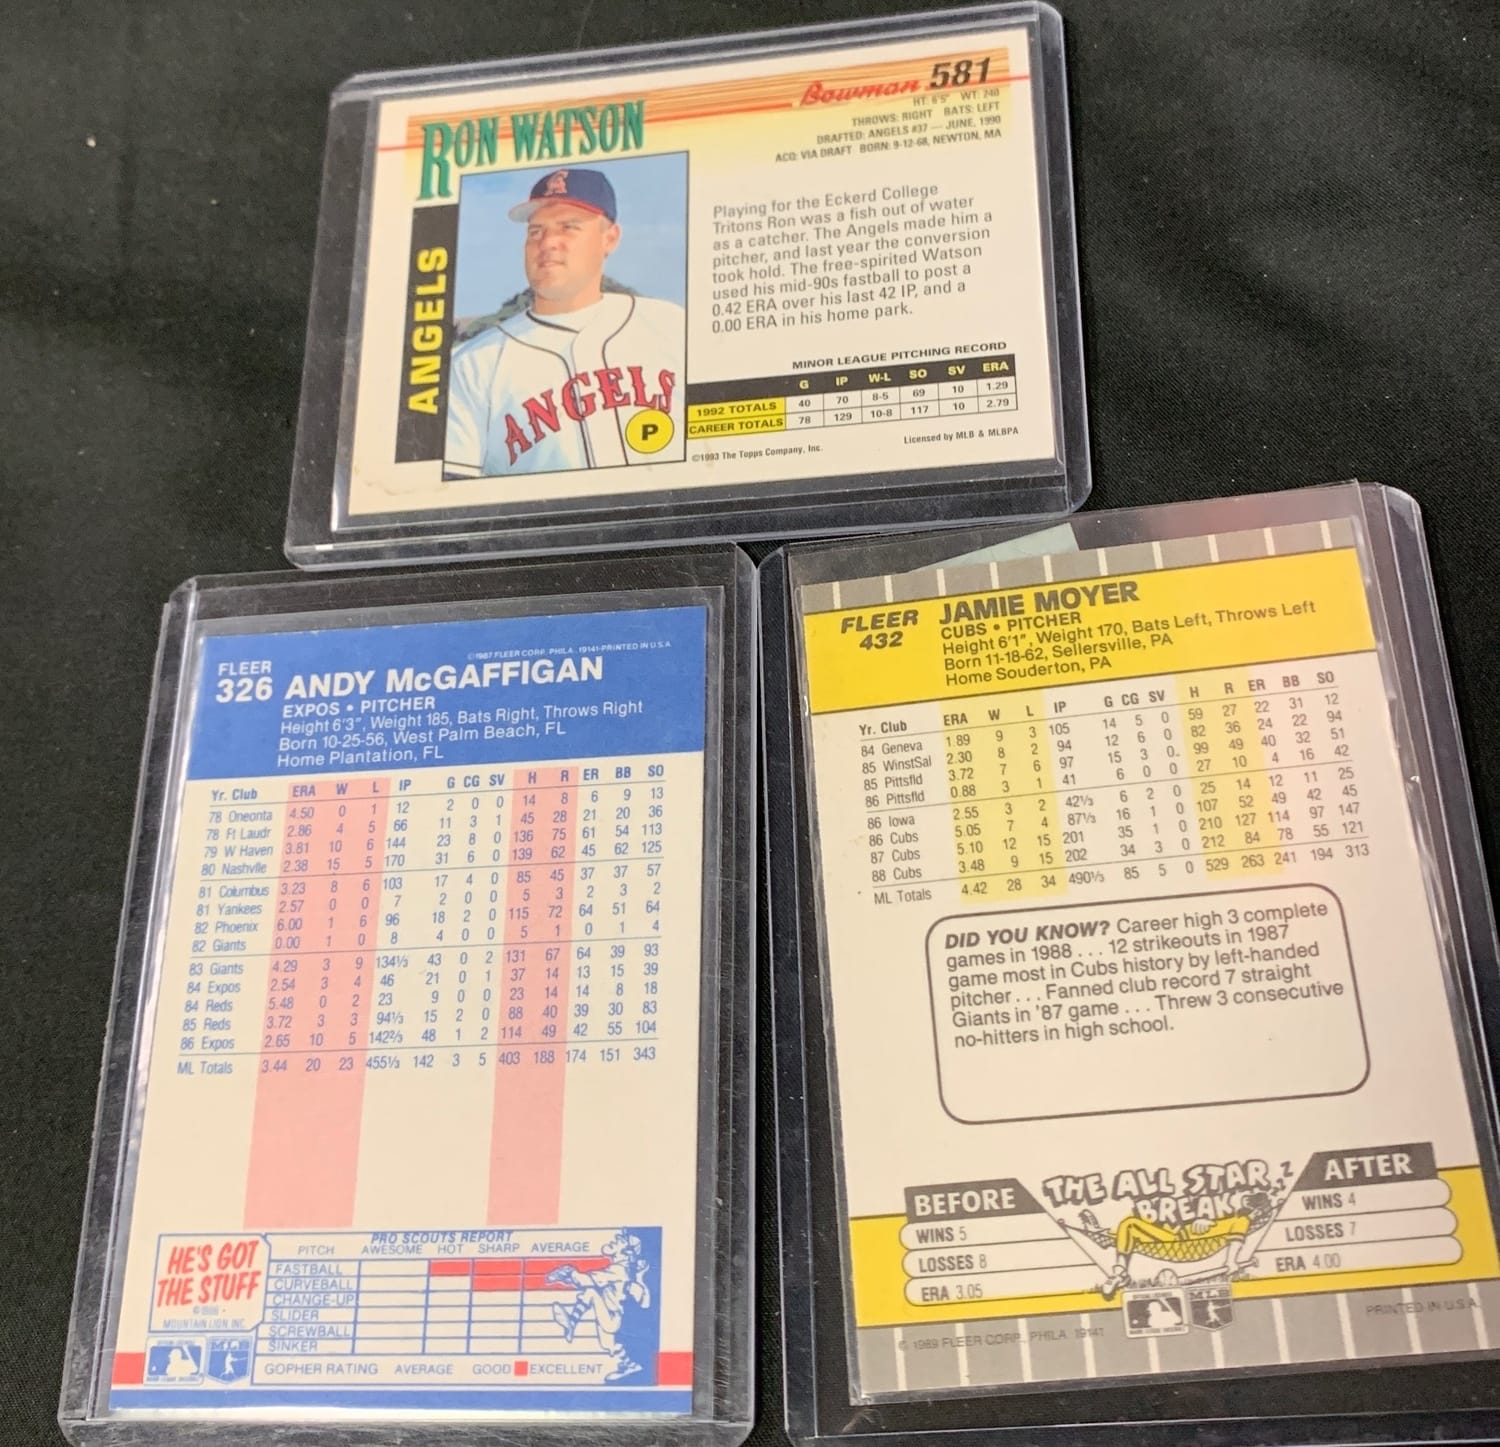 RON WATSON
Bowman 581
HT: 6'5" WT: 240
THROWS: RIGHT BATS: LEFT
DRAFTED: ANGELS #37 — JUNE, 1990
ACQ: VIA DRAFT BORN: 9-12-68, NEWTON, MA
ANGELS
ANGELS
P
Playing for the Eckerd College
Tritons Ron was a fish out of water
as a catcher. The Angels made him a
pitcher, and last year the conversion
took hold. The free-spirited Watson
used his mid-90s fastball to post a
0.42 ERA over his last 42 IP, and a
0.00 ERA in his home park.
MINOR LEAGUE PITCHING RECORD
G IP W-L SO SV ERA
1992 TOTALS 40 70 8-5 69 10 1.29
CAREER TOTALS 78 129 10-8 117 10 2.79
©1993 The Topps Company, Inc. Licensed by MLB & MLBPA
©1987 FLEER CORP. PHILA. 19141-PRINTED IN U.S.A
FLEER
326 ANDY McGAFFIGAN
EXPOS • PITCHER
Height 6'3", Weight 185, Bats Right, Throws Right
Born 10-25-56, West Palm Beach, FL
Home Plantation, FL
Yr. Club ERA W L IP G CG SV H R ER BB SO
78 Oneonta 4.50 0 1 12 2 0 0 14 8 6 9 13
78 Ft Laudr 2.86 4 5 66 11 3 1 45 28 21 20 36
79 W Haven 3.81 10 6 144 23 8 0 136 75 61 54 113
80 Nashvlle 2.38 15 5 170 31 6 0 139 62 45 62 125
81 Columbus 3.23 8 6 103 17 4 0 85 45 37 37 57
81 Yankees 2.57 0 0 7 2 0 0 5 3 2 3 2
82 Phoenix 6.00 1 6 96 18 2 0 115 72 64 51 64
82 Giants 0.00 1 0 8 4 0 0 5 1 0 1 4
83 Giants 4.29 3 9 134⅓ 43 0 2 131 67 64 39 93
84 Expos 2.54 3 4 46 21 0 1 37 14 13 15 39
84 Reds 5.48 0 2 23 9 0 0 23 14 14 8 18
85 Reds 3.72 3 3 94⅓ 15 2 0 88 40 39 30 83
86 Expos 2.65 10 5 142⅔ 48 1 2 114 49 42 55 104
ML Totals 3.44 20 23 455⅓ 142 3 5 403 188 174 151 343
HE'S GOT
THE STUFF
©1986
MOUNTAIN LION INC.
PRO SCOUTS REPORT
PITCH AWESOME HOT SHARP AVERAGE
FASTBALL
CURVEBALL
CHANGE-UP
SLIDER
SCREWBALL
SINKER
GOPHER RATING AVERAGE GOOD EXCELLENT
MLB
FLEER
432
JAMIE MOYER
CUBS • PITCHER
Height 6'1", Weight 170, Bats Left, Throws Left
Born 11-18-62, Sellersville, PA
Home Souderton, PA
Yr. Club ERA W L IP G CG SV H R ER BB SO
84 Geneva 1.89 9 3 105 14 5 0 59 27 22 31 12
85 WinstSal 2.30 8 2 94 12 6 0 82 36 24 22 94
85 Pittsfld 3.72 7 6 97 15 3 0 99 49 40 32 51
86 Pittsfld 0.88 3 1 41 6 0 0 27 10 4 16 42
86 Iowa 2.55 3 2 42⅓ 6 2 0 25 14 12 11 25
86 Cubs 5.05 7 4 87⅓ 16 1 0 107 52 49 42 45
87 Cubs 5.10 12 15 201 35 1 0 210 127 114 97 147
88 Cubs 3.48 9 15 202 34 3 0 212 84 78 55 121
ML Totals 4.42 28 34 490⅓ 85 5 0 529 263 241 194 313
DID YOU KNOW? Career high 3 complete
games in 1988 . . . 12 strikeouts in 1987
game most in Cubs history by left-handed
pitcher . . . Fanned club record 7 straight
Giants in '87 game . . . Threw 3 consecutive
no-hitters in high school.
THE ALL STAR
BREAK
BEFORE
WINS 5
LOSSES 8
ERA 3.05
AFTER
WINS 4
LOSSES 7
ERA 4.00
MLB
© 1989 FLEER CORP., PHILA. 19141
PRINTED IN U.S.A.